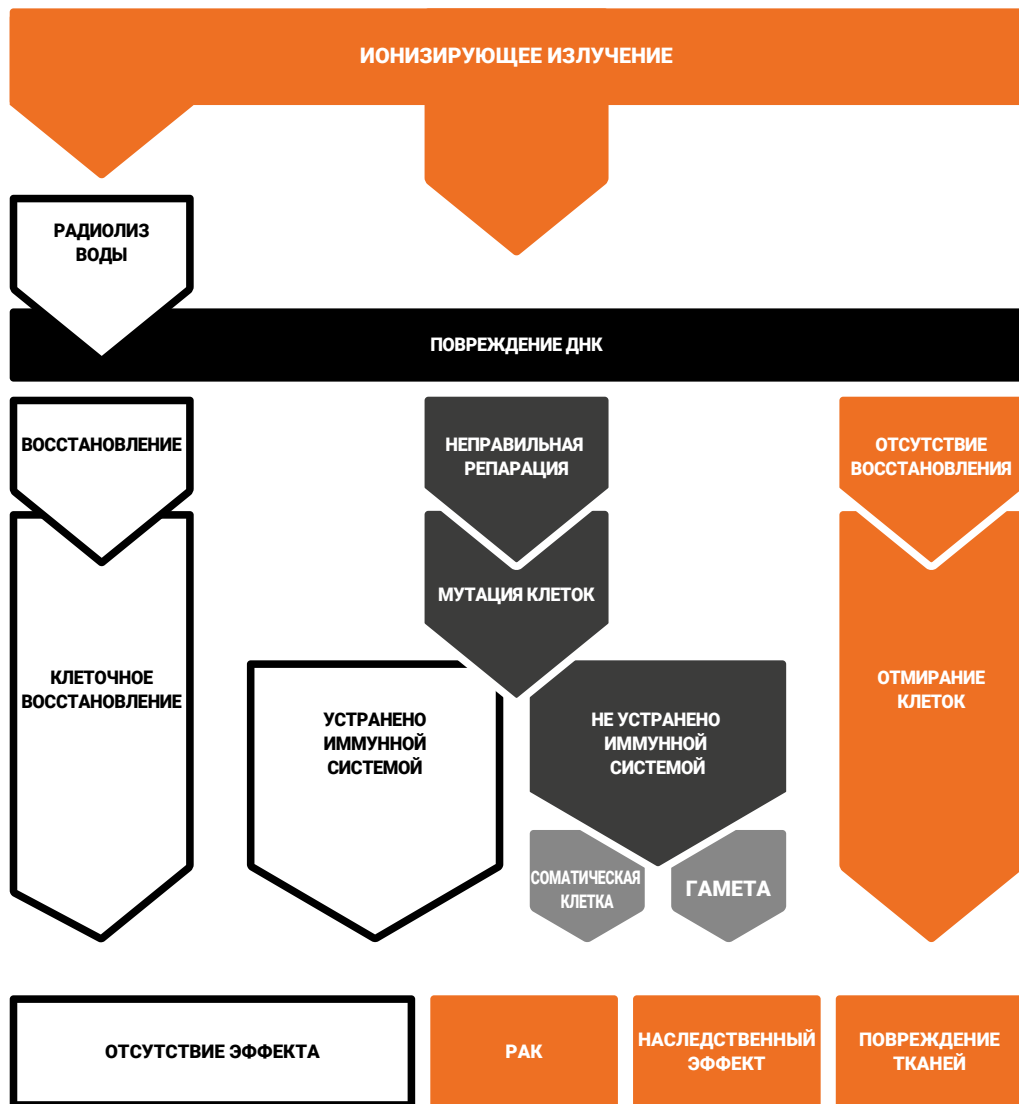 ИОНИЗИРУЮЩЕЕ ИЗЛУЧЕНИЕ
РАДИОЛИЗ
ВОДЫ
ПОВРЕЖДЕНИЕ ДНК
ВОССТАНОВЛЕНИЕ
НЕПРАВИЛЬНАЯ
РЕПАРАЦИЯ
ОТСУТСТВИЕ
ВОССТАНОВЛЕНИЯ
МУТАЦИЯ КЛЕТОК
КЛЕТОЧНОЕ
ВОССТАНОВЛЕНИЕ
УСТРАНЕНО
ИММУННОЙ
СИСТЕМОЙ
НЕ УСТРАНЕНО
ИММУННОЙ
СИСТЕМОЙ
ОТМИРАНИЕ
КЛЕТОК
СОМАТИЧЕСКАЯ
КЛЕТКА
ГАМЕТА
ОТСУТСТВИЕ ЭФФЕКТА
РАК
НАСЛЕДСТВЕННЫЙ
ЭФФЕКТ
ПОВРЕЖДЕНИЕ
ТКАНЕЙ